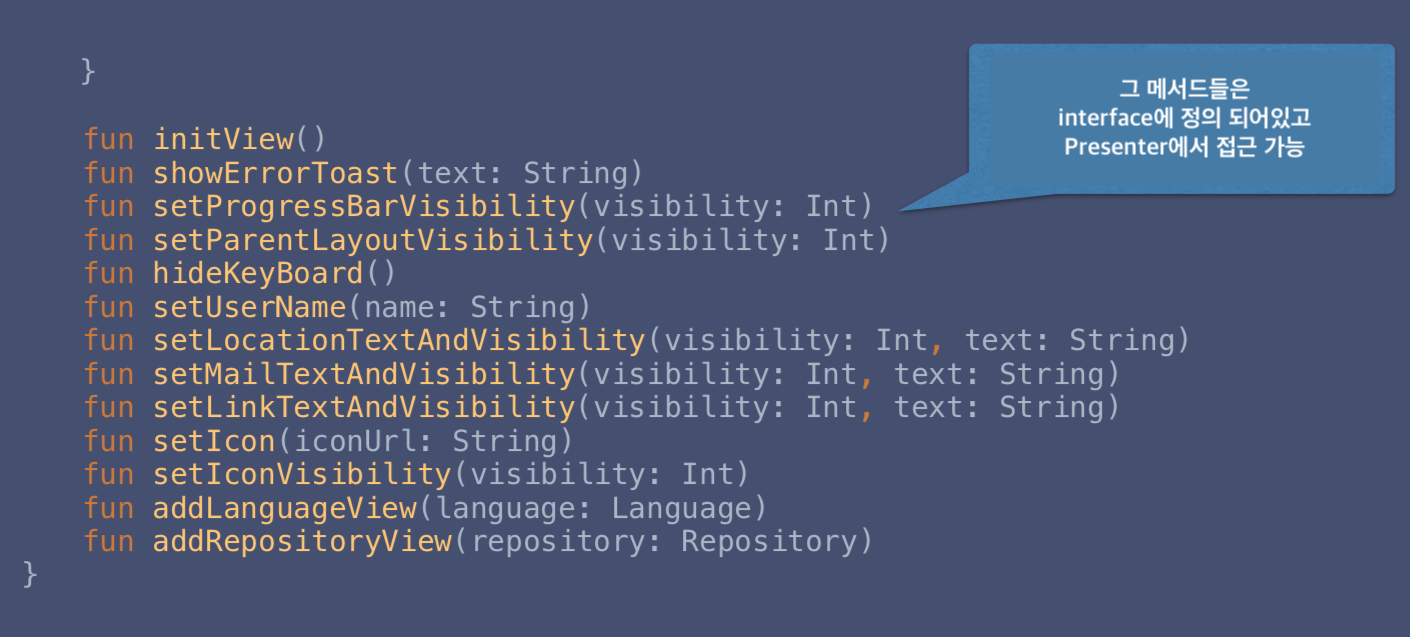 }
그 메서드들은
interface에 정의 되어있고
Presenter에서 접근 가능
fun initView()
fun showErrorToast(text: String)
fun setProgressBarVisibility(visibility: Int)
fun setParentLayoutVisibility(visibility: Int)
fun hideKeyBoard()
fun setUserName(name: String)
fun setLocationTextAndVisibility(visibility: Int, text: String)
fun setMailTextAndVisibility(visibility: Int, text: String)
fun setLinkTextAndVisibility(visibility: Int, text: String)
fun setIcon(iconUrl: String)
fun setIconVisibility(visibility: Int)
fun addLanguageView(language: Language)
fun addRepositoryView(repository: Repository)
}